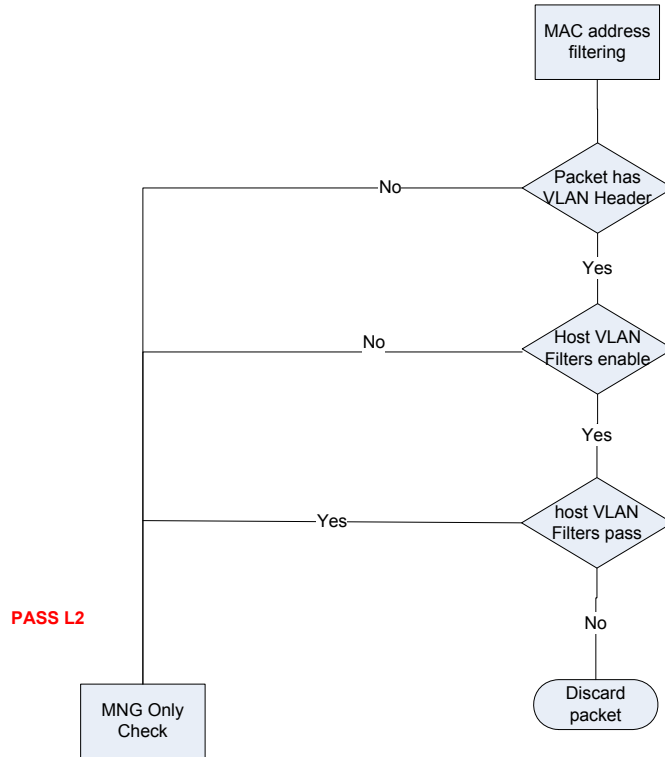 MAC address
filtering
Packet has
VLAN Header
No
Yes
Host VLAN
Filters enable
No
Yes
host VLAN
Filters pass
Yes
No
PASS L2
Discard
packet
MNG Only
Check